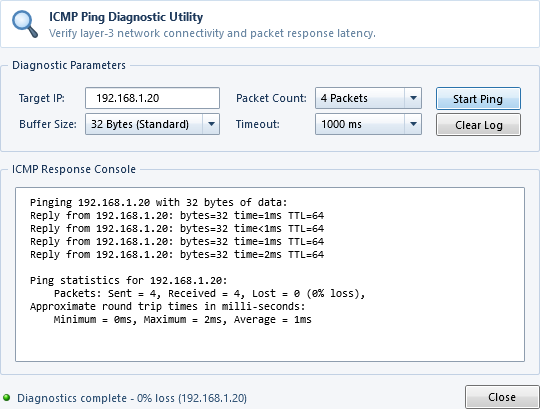 ICMP Ping Diagnostic Utility
Verify layer-3 network connectivity and packet response latency.
Diagnostic Parameters
Target IP: 192.168.1.20 Packet Count: 4 Packets Start Ping
Buffer Size: 32 Bytes (Standard) Timeout: 1000 ms Clear Log
ICMP Response Console
Pinging 192.168.1.20 with 32 bytes of data:
Reply from 192.168.1.20: bytes=32 time=1ms TTL=64
Reply from 192.168.1.20: bytes=32 time<1ms TTL=64
Reply from 192.168.1.20: bytes=32 time=1ms TTL=64
Reply from 192.168.1.20: bytes=32 time=2ms TTL=64
Ping statistics for 192.168.1.20:
Packets: Sent = 4, Received = 4, Lost = 0 (0% loss),
Approximate round trip times in milli-seconds:
Minimum = 0ms, Maximum = 2ms, Average = 1ms
Diagnostics complete - 0% loss (192.168.1.20) Close